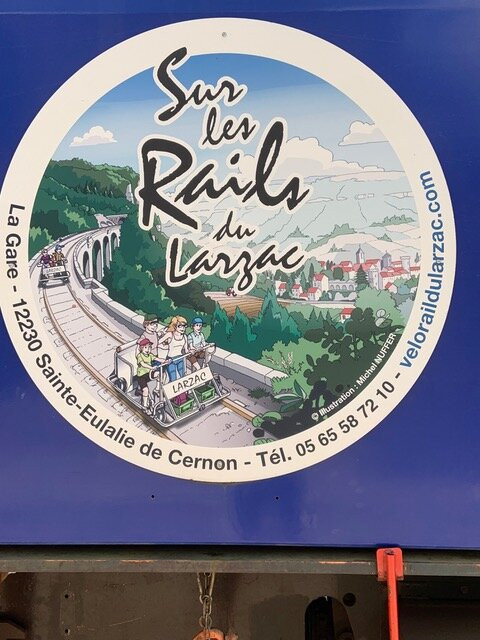 Sur
les
Rails
du
Larzac
LARZAC
© Illustration : Michel NUFFER
La Gare - 12230 Sainte-Eulalie de Cernon - Tél. 05 65 58 72 10 - veloraildularzac.com